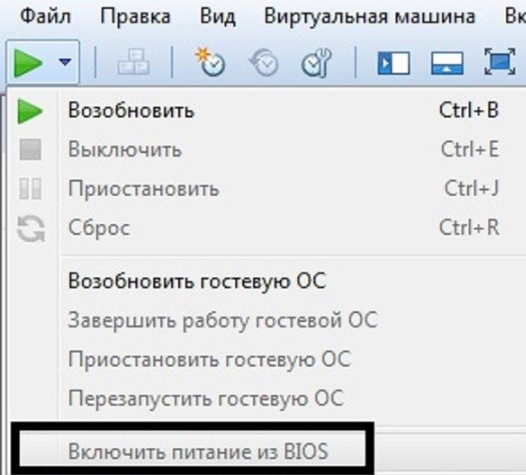 Файл Правка Вид Виртуальная машина
Возобновить Ctrl+B
Выключить Ctrl+E
Приостановить Ctrl+J
Сброс Ctrl+R
Возобновить гостевую ОС
Завершить работу гостевой ОС
Приостановить гостевую ОС
Перезапустить гостевую ОС
Включить питание из BIOS